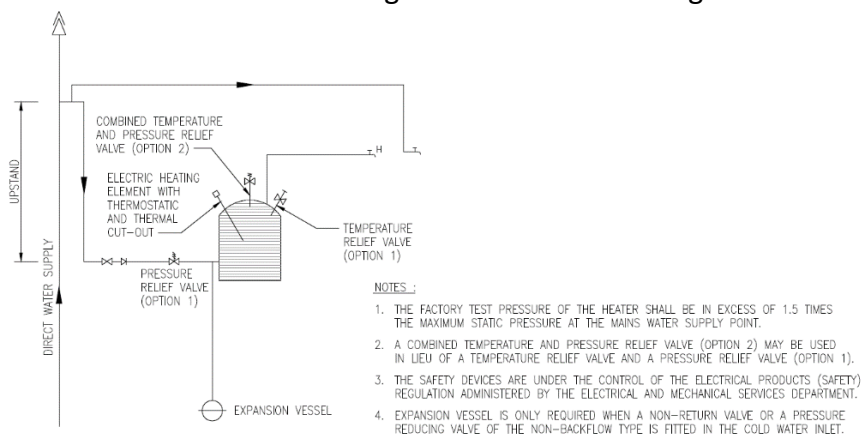 COMBINED TEMPERATURE
AND PRESSURE RELIEF
VALVE (OPTION 2)
H
UPSTAND
ELECTRIC HEATING
ELEMENT WITH
THERMOSTATIC
AND THERMAL
CUT-OUT
TEMPERATURE
RELIEF VALVE
(OPTION 1)
PRESSURE
RELIEF VALVE
(OPTION 1)
DIRECT WATER SUPPLY
EXPANSION VESSEL
NOTES :
1. THE FACTORY TEST PRESSURE OF THE HEATER SHALL BE IN EXCESS OF 1.5 TIMES
THE MAXIMUM STATIC PRESSURE AT THE MAINS WATER SUPPLY POINT.
2. A COMBINED TEMPERATURE AND PRESSURE RELIEF VALVE (OPTION 2) MAY BE USED
IN LIEU OF A TEMPERATURE RELIEF VALVE AND A PRESSURE RELIEF VALVE (OPTION 1).
3. THE SAFETY DEVICES ARE UNDER THE CONTROL OF THE ELECTRICAL PRODUCTS (SAFETY)
REGULATION ADMINISTERED BY THE ELECTRICAL AND MECHANICAL SERVICES DEPARTMENT.
4. EXPANSION VESSEL IS ONLY REQUIRED WHEN A NON-RETURN VALVE OR A PRESSURE
REDUCING VALVE OF THE NON-BACKFLOW TYPE IS FITTED IN THE COLD WATER INLET.